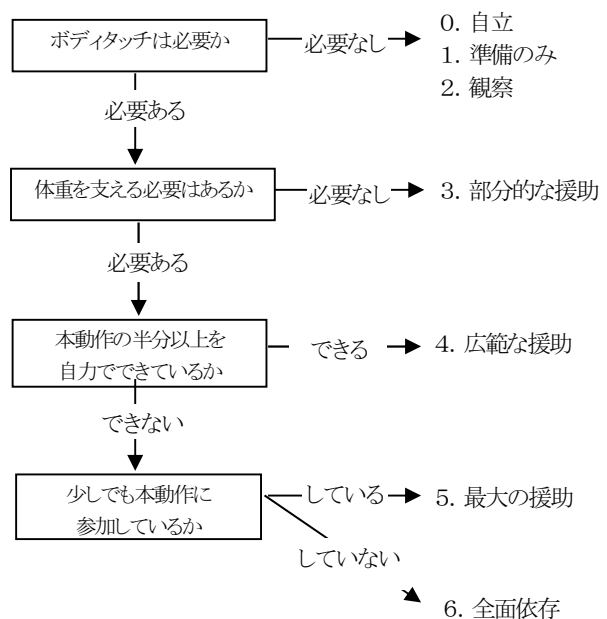 ボディタッチは必要か
必要なし
0. 自立
1. 準備のみ
2. 観察
必要ある
体重を支える必要はあるか
必要なし
3. 部分的な援助
必要ある
本動作の半分以上を
自力でできているか
できる
4. 広範な援助
できない
少しでも本動作に
参加しているか
している
5. 最大の援助
していない
6. 全面依存